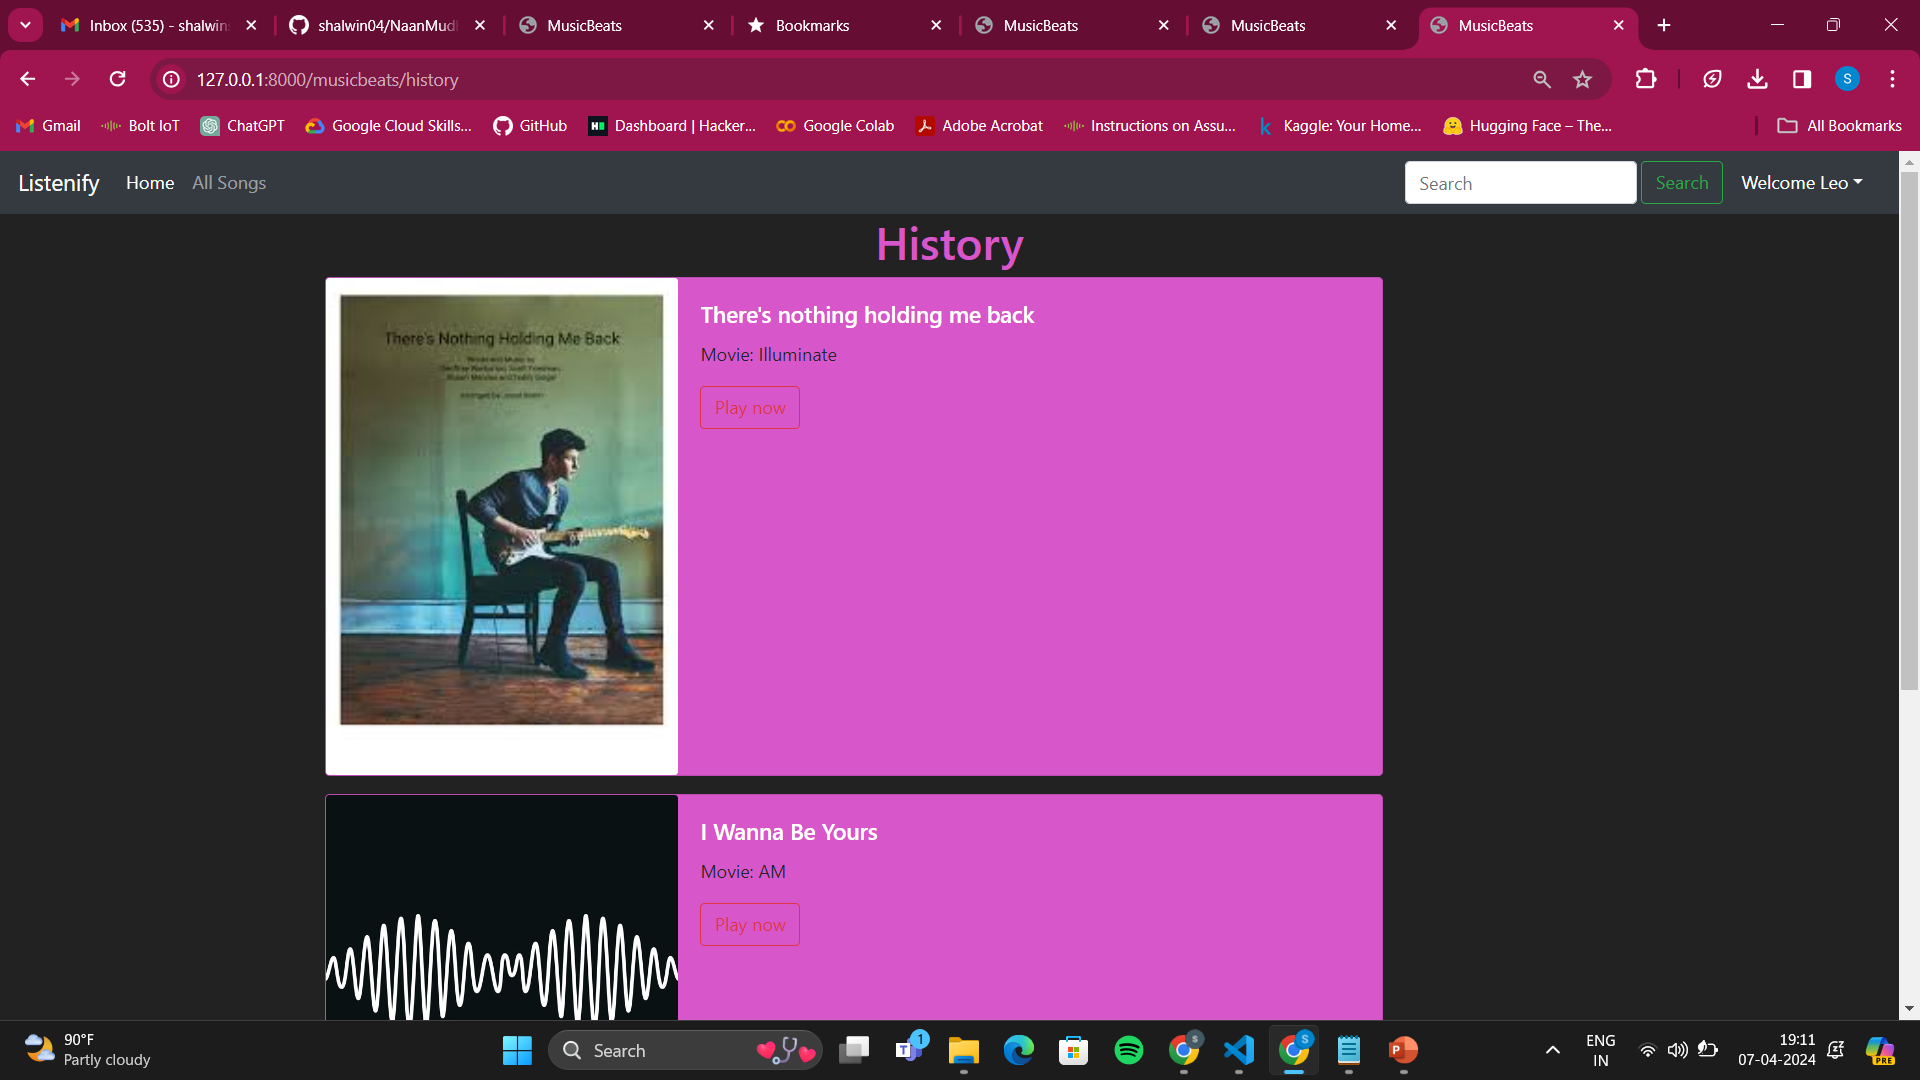 Inbox (535) - shalwin
shalwin04/NaanMud
MusicBeats
Bookmarks
MusicBeats
MusicBeats
MusicBeats
127.0.0.1:8000/musicbeats/history
S
Gmail
Bolt IoT
ChatGPT
Google Cloud Skills...
GitHub
Dashboard | Hacker...
Google Colab
Adobe Acrobat
Instructions on Assu...
Kaggle: Your Home...
Hugging Face – The...
All Bookmarks
Listenify
Home
All Songs
Search
Search
Welcome Leo
History
There's Nothing Holding Me Back
There's nothing holding me back
Movie: Illuminate
Play now
I Wanna Be Yours
Movie: AM
Play now
90°F
Partly cloudy
Search
1
ENG
IN
19:11
07-04-2024
PRE